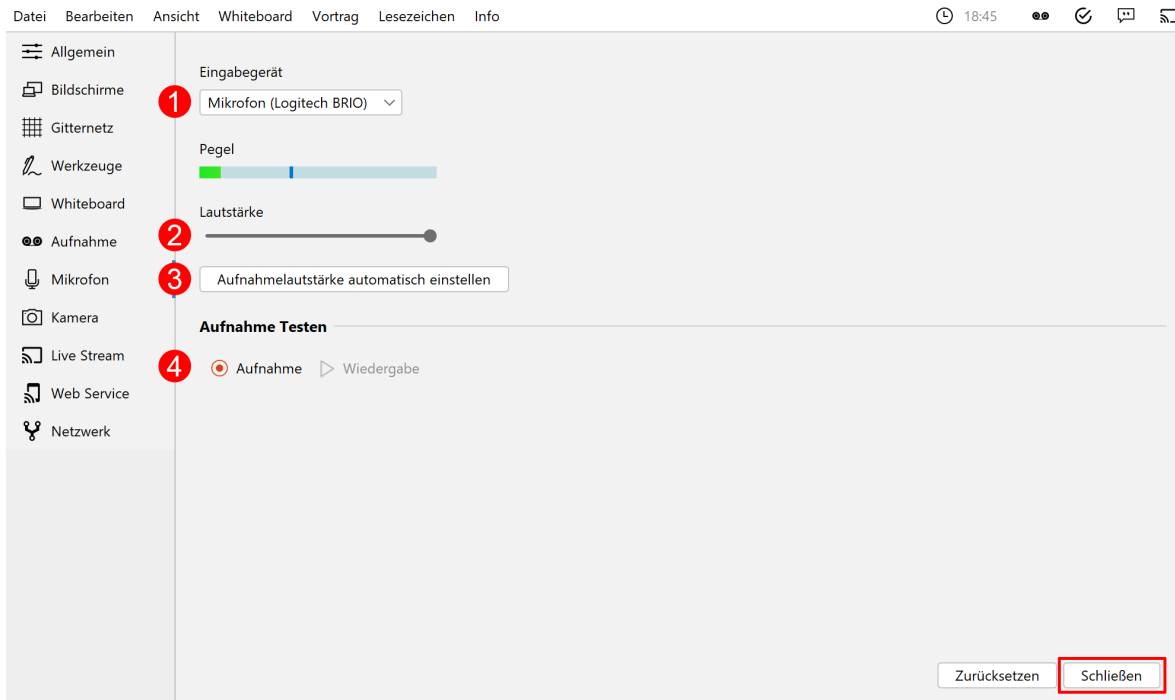 Datei Bearbeiten Ansicht Whiteboard Vortrag Lesezeichen Info 18:45
Allgemein
Bildschirme
Gitternetz
Werkzeuge
Whiteboard
Aufnahme
Mikrofon
Kamera
Live Stream
Web Service
Netzwerk
Eingabegerät
1 Mikrofon (Logitech BRIO)
Pegel
Lautstärke
2
3 Aufnahmelautstärke automatisch einstellen
Aufnahme Testen
4 Aufnahme Wiedergabe
Zurücksetzen Schließen